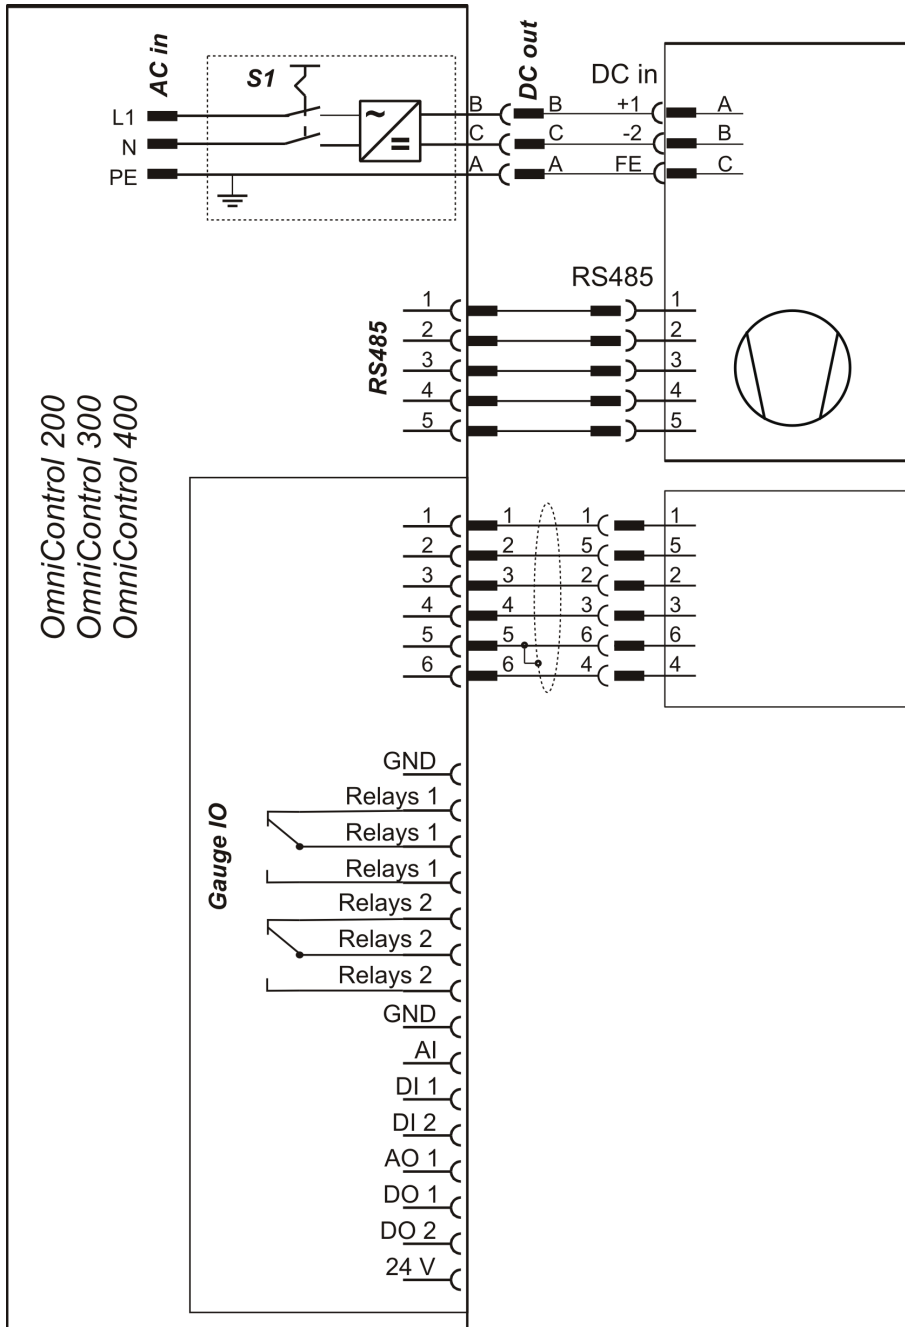 AC in
S1
DC out
DC in
L1
B
B
+1
A
N
C
C
-2
B
PE
A
A
FE
C
RS485
RS485
1
1
2
2
3
3
4
4
5
5
OmniControl 200
OmniControl 300
OmniControl 400
1
1
1
1
2
2
5
5
3
3
2
2
4
4
3
3
5
5
6
6
6
6
4
4
Gauge IO
GND
Relays 1
Relays 1
Relays 1
Relays 2
Relays 2
Relays 2
GND
AI
DI 1
DI 2
AO 1
DO 1
DO 2
24 V